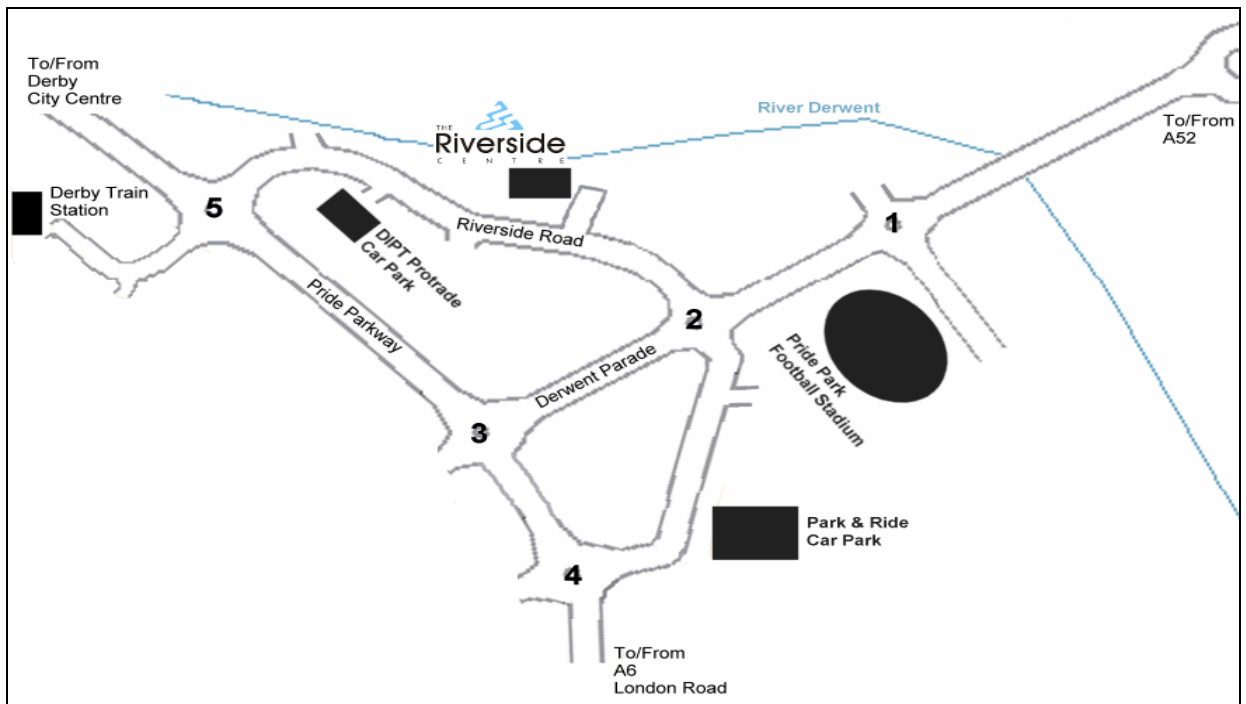 To/From
Derby
City Centre
THE
Riverside
CENTRE
River Derwent
To/From
A52
Derby Train
Station
5
DIPT Protrade
Car Park
Riverside Road
1
Pride Parkway
2
Derwent Parade
Pride Park
Football Stadium
3
Park & Ride
Car Park
4
To/From
A6
London Road